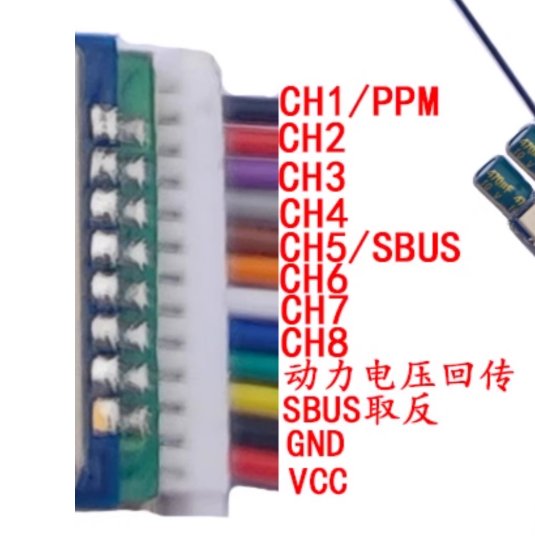 CH1/PPM
CH2
CH3
CH4
CH5/SBUS
CH6
CH7
CH8
动力电压回传
SBUS取反
GND
VCC